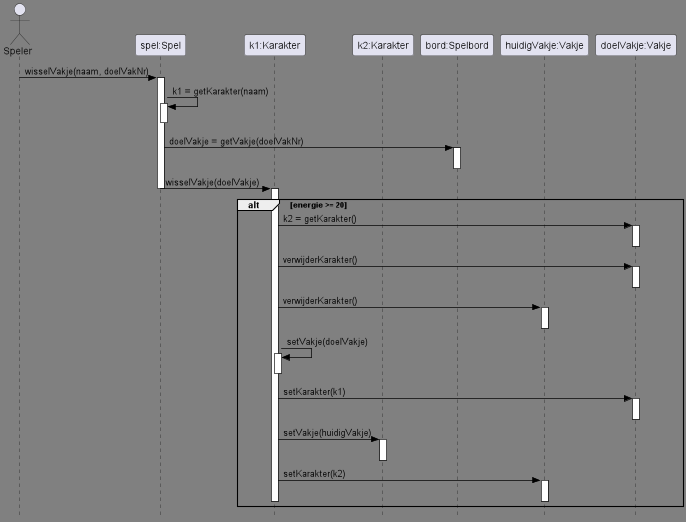 Speler
spel:Spel
k1:Karakter
k2:Karakter
bord:Spelbord
huidigVakje:Vakje
doelVakje:Vakje
wisselVakje(naam, doelVakNr)
k1 = getKarakter(naam)
doelVakje = getVakje(doelVakNr)
wisselVakje(doelVakje)
alt [energie >= 20]
k2 = getKarakter()
verwijderKarakter()
verwijderKarakter()
setVakje(doelVakje)
setKarakter(k1)
setVakje(huidigVakje)
setKarakter(k2)